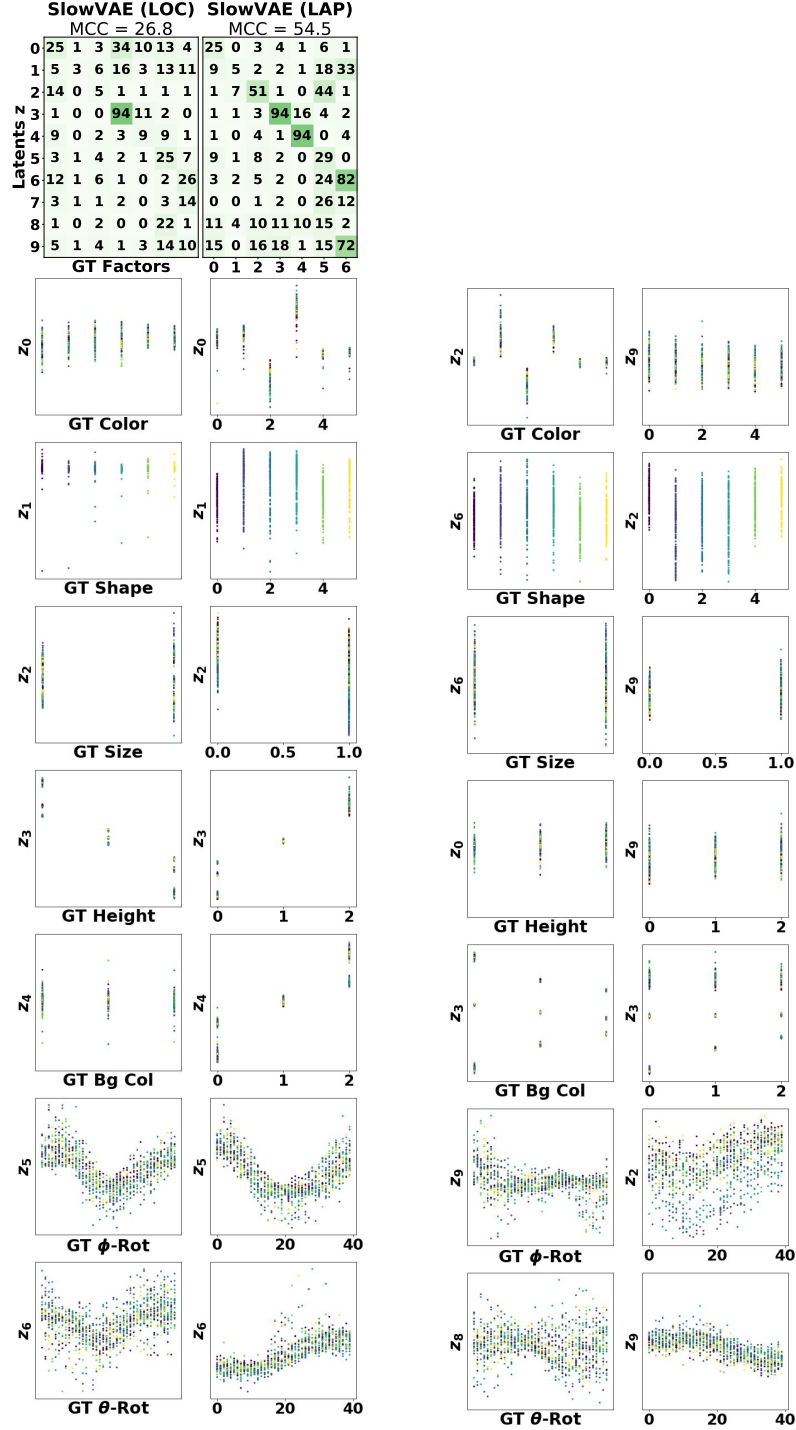 SlowVAE (LOC) SlowVAE (LAP)
MCC = 26.8 MCC = 54.5
Latents z
0 25 1 3 34 10 13 4 25 0 3 4 1 6 1
1 5 3 6 16 3 13 11 9 5 2 2 1 18 33
2 14 0 5 1 1 1 1 1 7 51 1 0 44 1
3 1 0 0 94 11 2 0 1 1 3 94 16 4 2
4 9 0 2 3 9 9 1 1 0 4 1 94 0 4
5 3 1 4 2 1 25 7 9 1 8 2 0 29 0
6 12 1 6 1 0 2 26 3 2 5 2 0 24 82
7 3 1 1 2 0 3 14 0 0 1 2 0 26 12
8 1 0 2 0 0 22 1 11 4 10 11 10 15 2
9 5 1 4 1 3 14 10 15 0 16 18 1 15 72
GT Factors 0 1 2 3 4 5 6
z0 z0 z2 z9
GT Color 0 2 4 GT Color 0 2 4
z1 z1 z6 z2
GT Shape 0 2 4 GT Shape 0 2 4
z2 z2 z6 z9
GT Size 0.0 0.5 1.0 GT Size 0.0 0.5 1.0
z3 z3 z0 z9
GT Height 0 1 2 GT Height 0 1 2
z4 z4 z3 z3
GT Bg Col 0 1 2 GT Bg Col 0 1 2
z5 z5 z9 z2
GT ϕ-Rot 0 20 40 GT ϕ-Rot 0 20 40
z6 z6 z8 z9
GT θ-Rot 0 20 40 GT θ-Rot 0 20 40